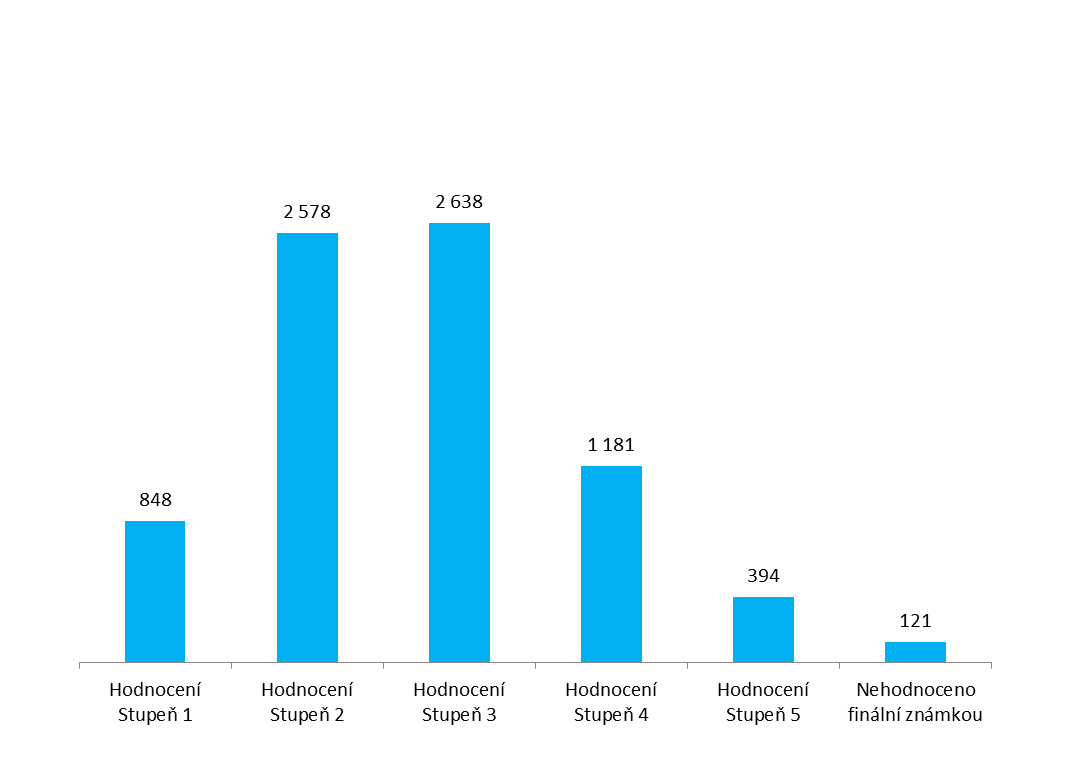 2 638
2 578
1 181
848
394
121
Hodnocení
Stupeň 1
Hodnocení
Stupeň 2
Hodnocení
Stupeň 3
Hodnocení
Stupeň 4
Hodnocení
Stupeň 5
Nehodnoceno
finální známkou